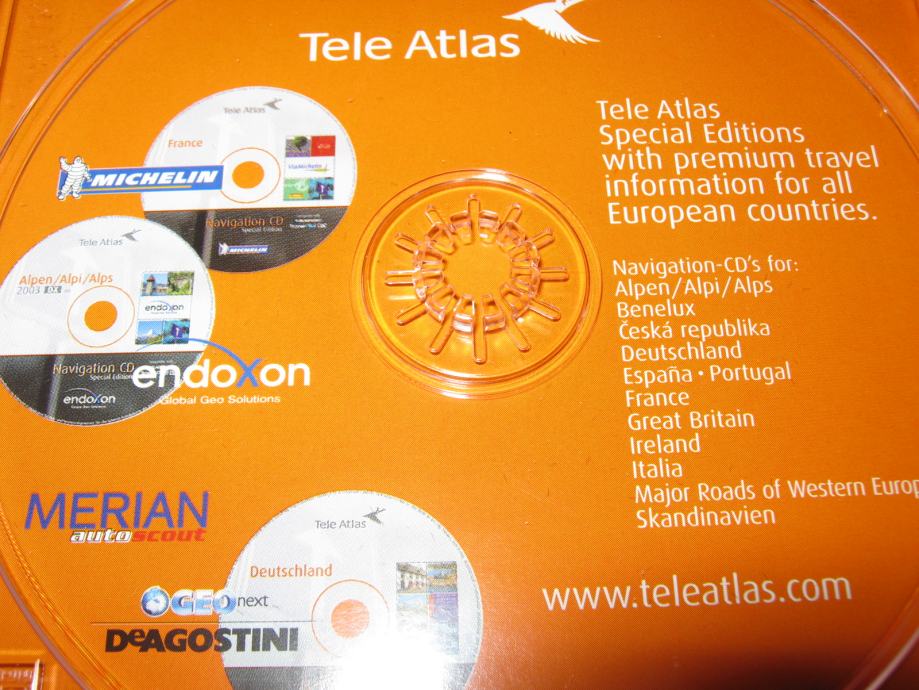 Tele Atlas
Tele Atlas
France
MICHELIN
ViaMichelin
Navigation CD
Special Edition
MICHELIN
Tele Atlas
Alpen/Alpi/Alps
2003 DX
endoxon
Navigation CD
Special Edition
endoxon
endoxon
Global Geo Solutions
MERIAN
autoscout
Tele Atlas
Deutschland
GEOnext
DEAGOSTINI
Tele Atlas
Special Editions
with premium travel
information for all
European countries.
Navigation-CD's for:
Alpen/Alpi/Alps
Benelux
Česká republika
Deutschland
España • Portugal
France
Great Britain
Ireland
Italia
Major Roads of Western Europ
Skandinavien
www.teleatlas.com